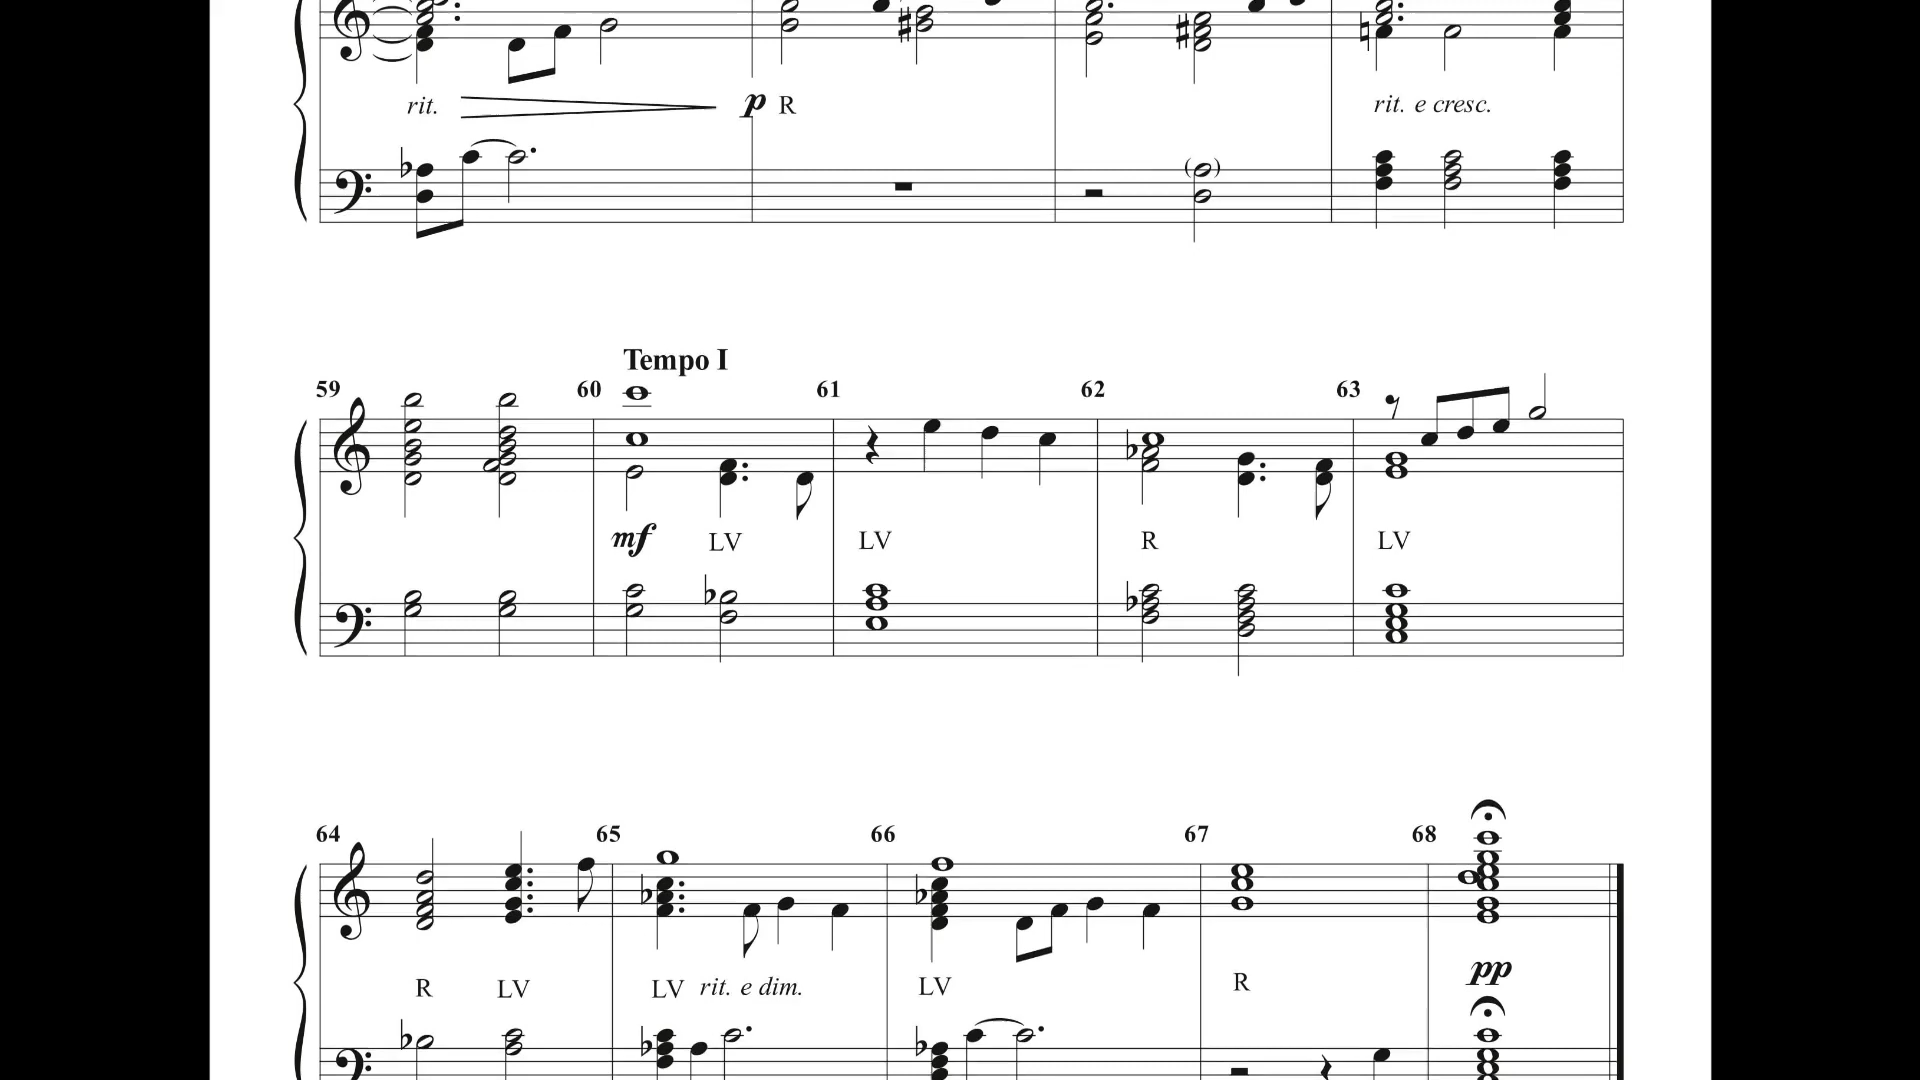 rit. p R rit. e cresc.
Tempo I
59 60 61 62 63
mf LV LV R LV
64 65 66 67 68
R LV LV rit. e dim. LV R pp